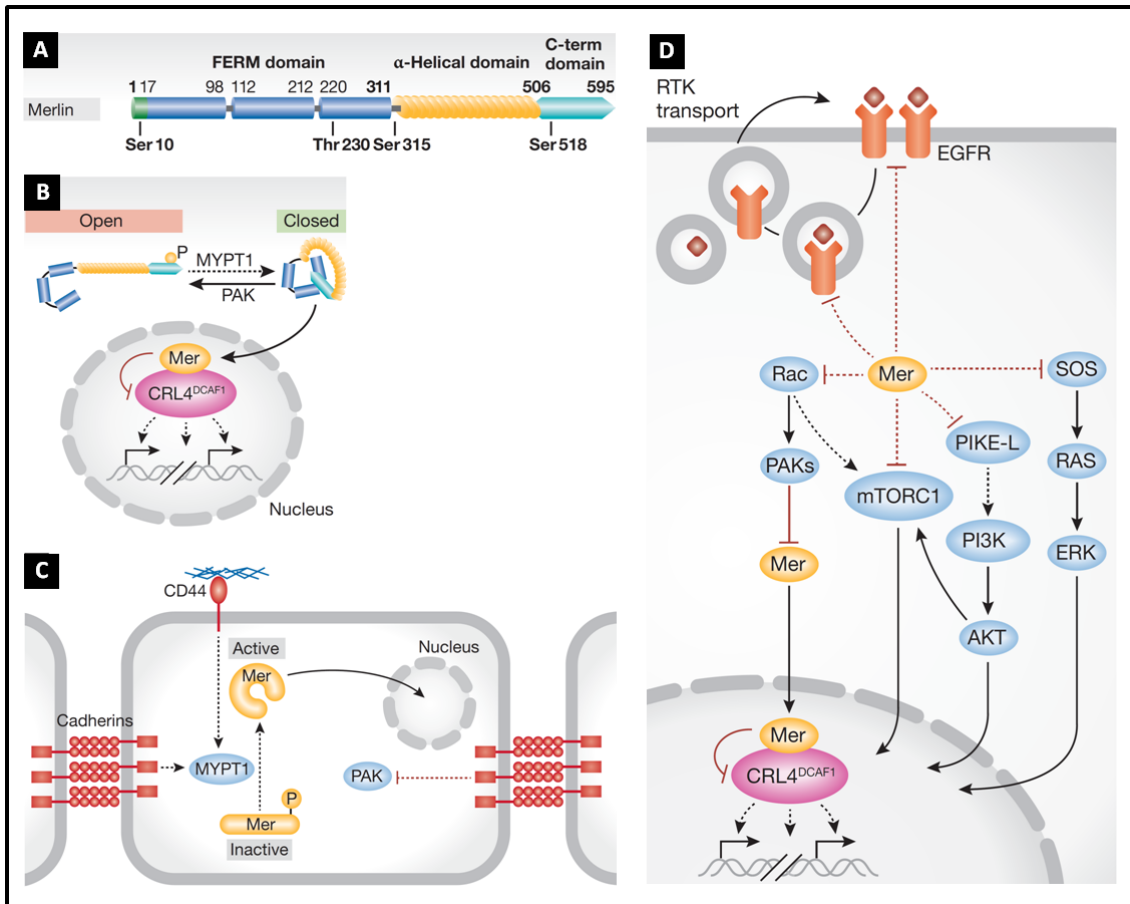 A
FERM domain
α-Helical domain
C-term
domain
1 17 98 112 212 220 311 506 595
Merlin
Ser 10 Thr 230 Ser 315 Ser 518
B
Open Closed
P
MYPT1
PAK
Mer
CRL4DCAF1
Nucleus
C
CD44
Active
Nucleus
Mer
Cadherins
MYPT1
PAK
P
Mer
Inactive
D
RTK
transport
EGFR
Rac
Mer
SOS
PIKE-L
PAKs
RAS
mTORC1
PI3K
ERK
Mer
AKT
Mer
CRL4DCAF1